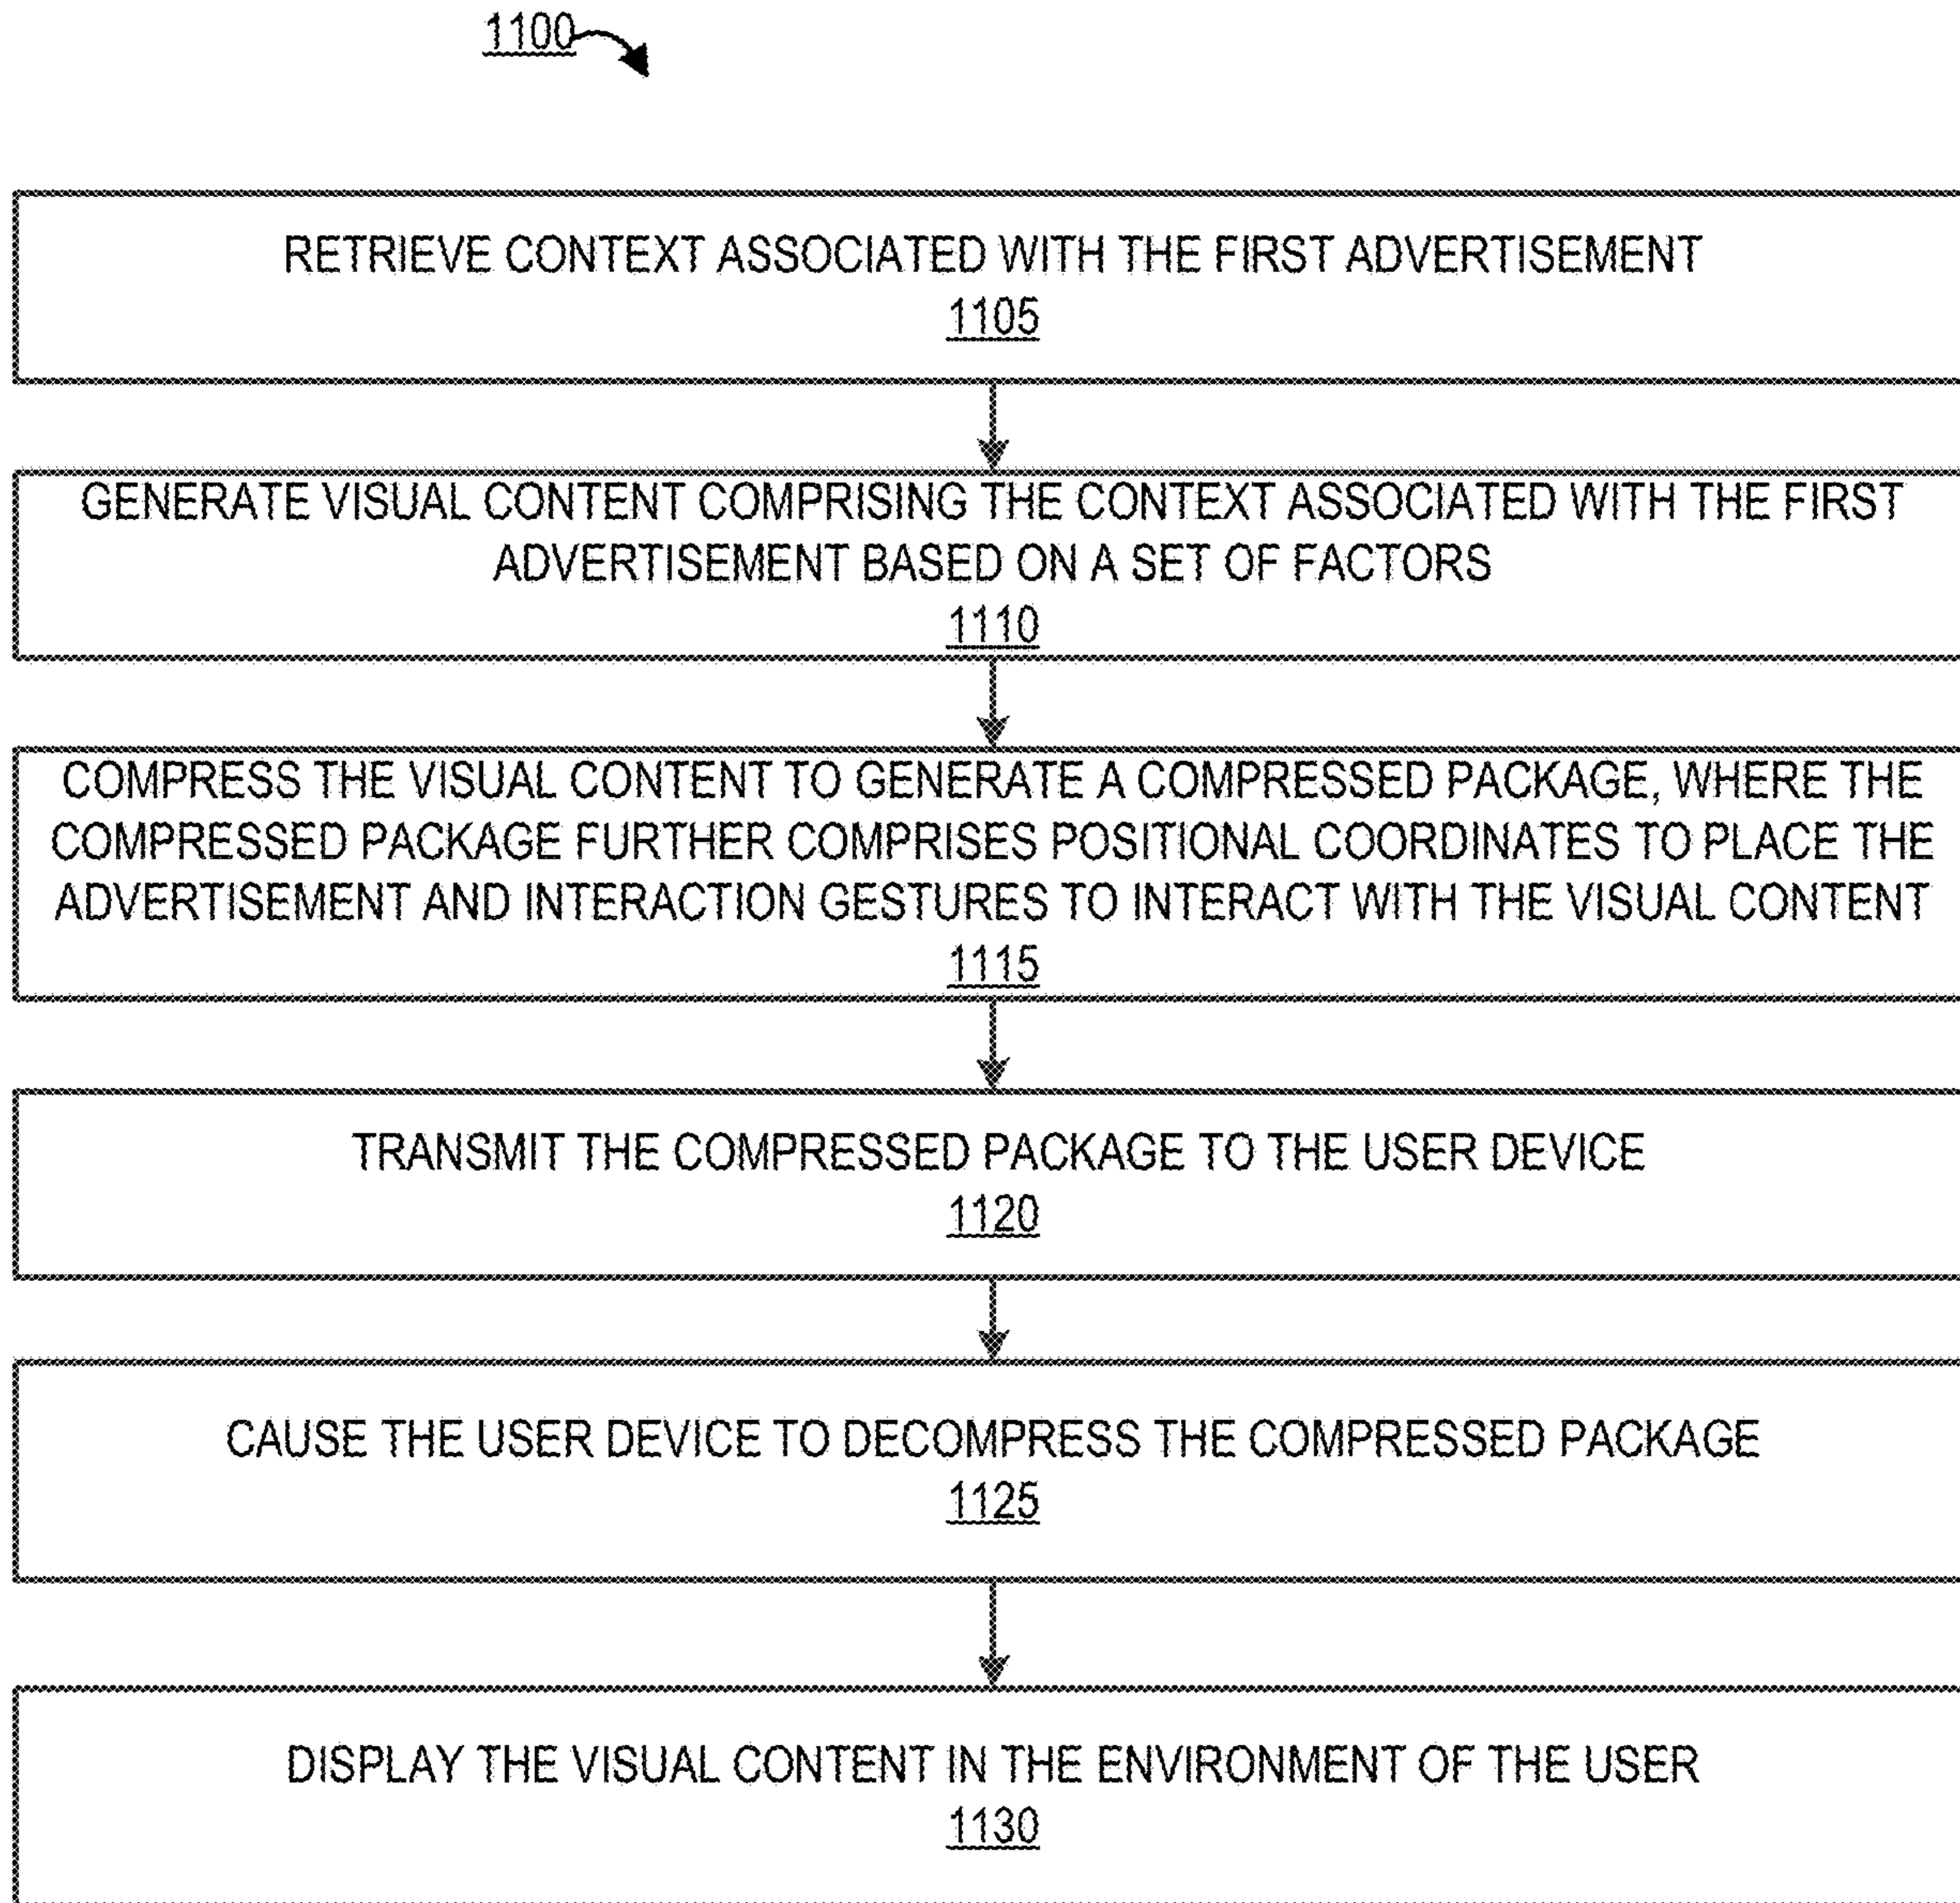 1100
RETRIEVE CONTEXT ASSOCIATED WITH THE FIRST ADVERTISEMENT
1105
GENERATE VISUAL CONTENT COMPRISING THE CONTEXT ASSOCIATED WITH THE FIRST
ADVERTISEMENT BASED ON A SET OF FACTORS
1110
COMPRESS THE VISUAL CONTENT TO GENERATE A COMPRESSED PACKAGE, WHERE THE
COMPRESSED PACKAGE FURTHER COMPRISES POSITIONAL COORDINATES TO PLACE THE
ADVERTISEMENT AND INTERACTION GESTURES TO INTERACT WITH THE VISUAL CONTENT
1115
TRANSMIT THE COMPRESSED PACKAGE TO THE USER DEVICE
1120
CAUSE THE USER DEVICE TO DECOMPRESS THE COMPRESSED PACKAGE
1125
DISPLAY THE VISUAL CONTENT IN THE ENVIRONMENT OF THE USER
1130